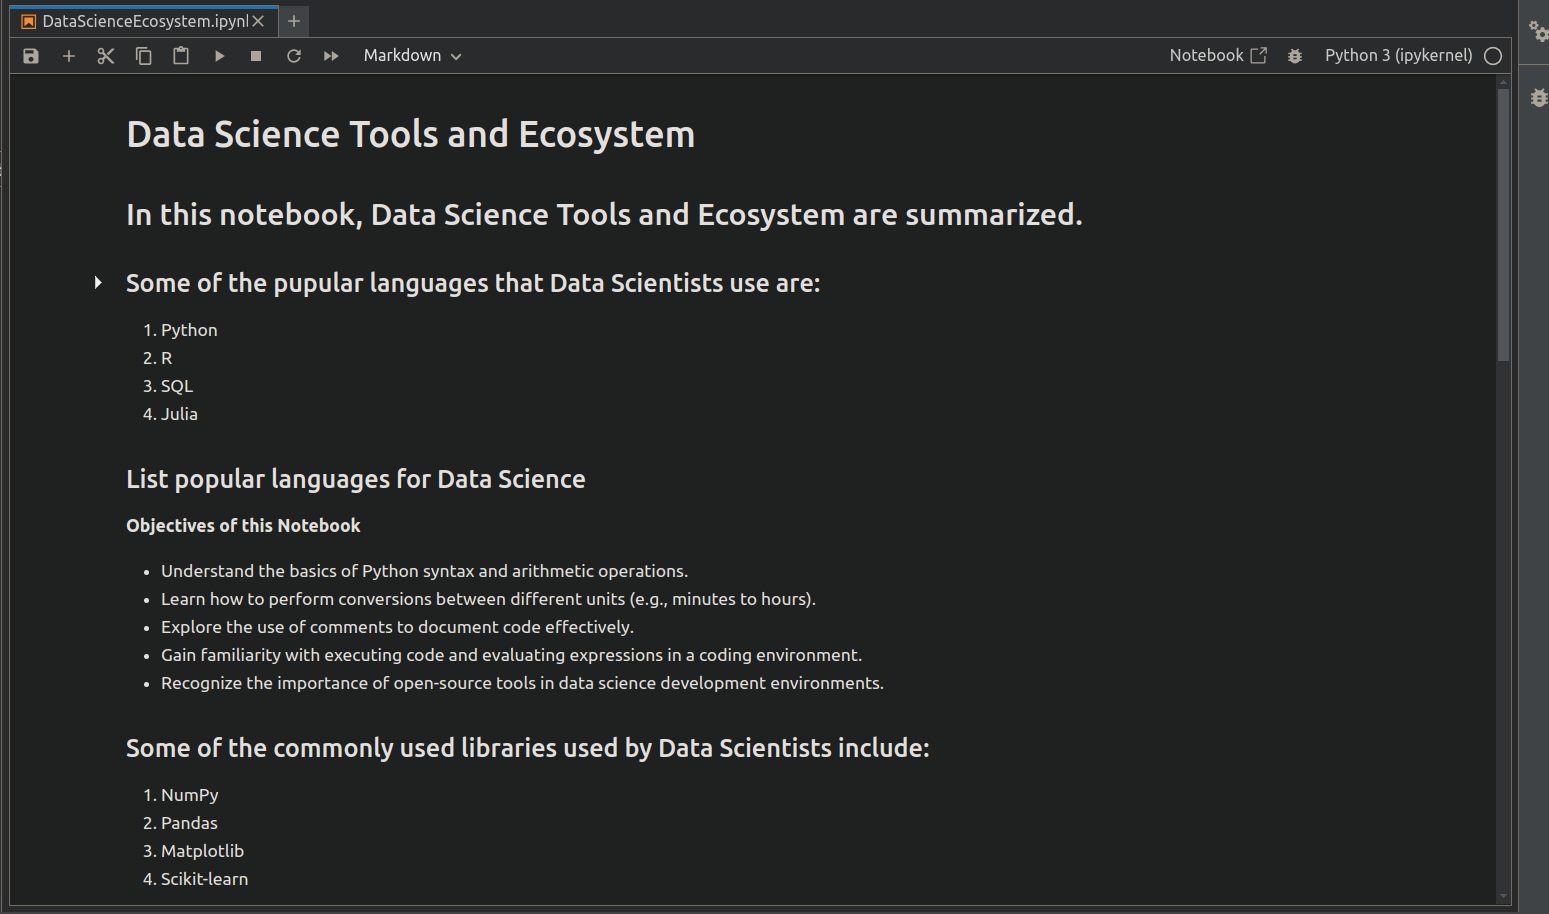 DataScienceEcosystem.ipynl
Markdown
Notebook
Python 3 (ipykernel)
Data Science Tools and Ecosystem
In this notebook, Data Science Tools and Ecosystem are summarized.
Some of the pupular languages that Data Scientists use are:
1. Python
2. R
3. SQL
4. Julia
List popular languages for Data Science
Objectives of this Notebook
• Understand the basics of Python syntax and arithmetic operations.
• Learn how to perform conversions between different units (e.g., minutes to hours).
• Explore the use of comments to document code effectively.
• Gain familiarity with executing code and evaluating expressions in a coding environment.
• Recognize the importance of open-source tools in data science development environments.
Some of the commonly used libraries used by Data Scientists include:
1. NumPy
2. Pandas
3. Matplotlib
4. Scikit-learn